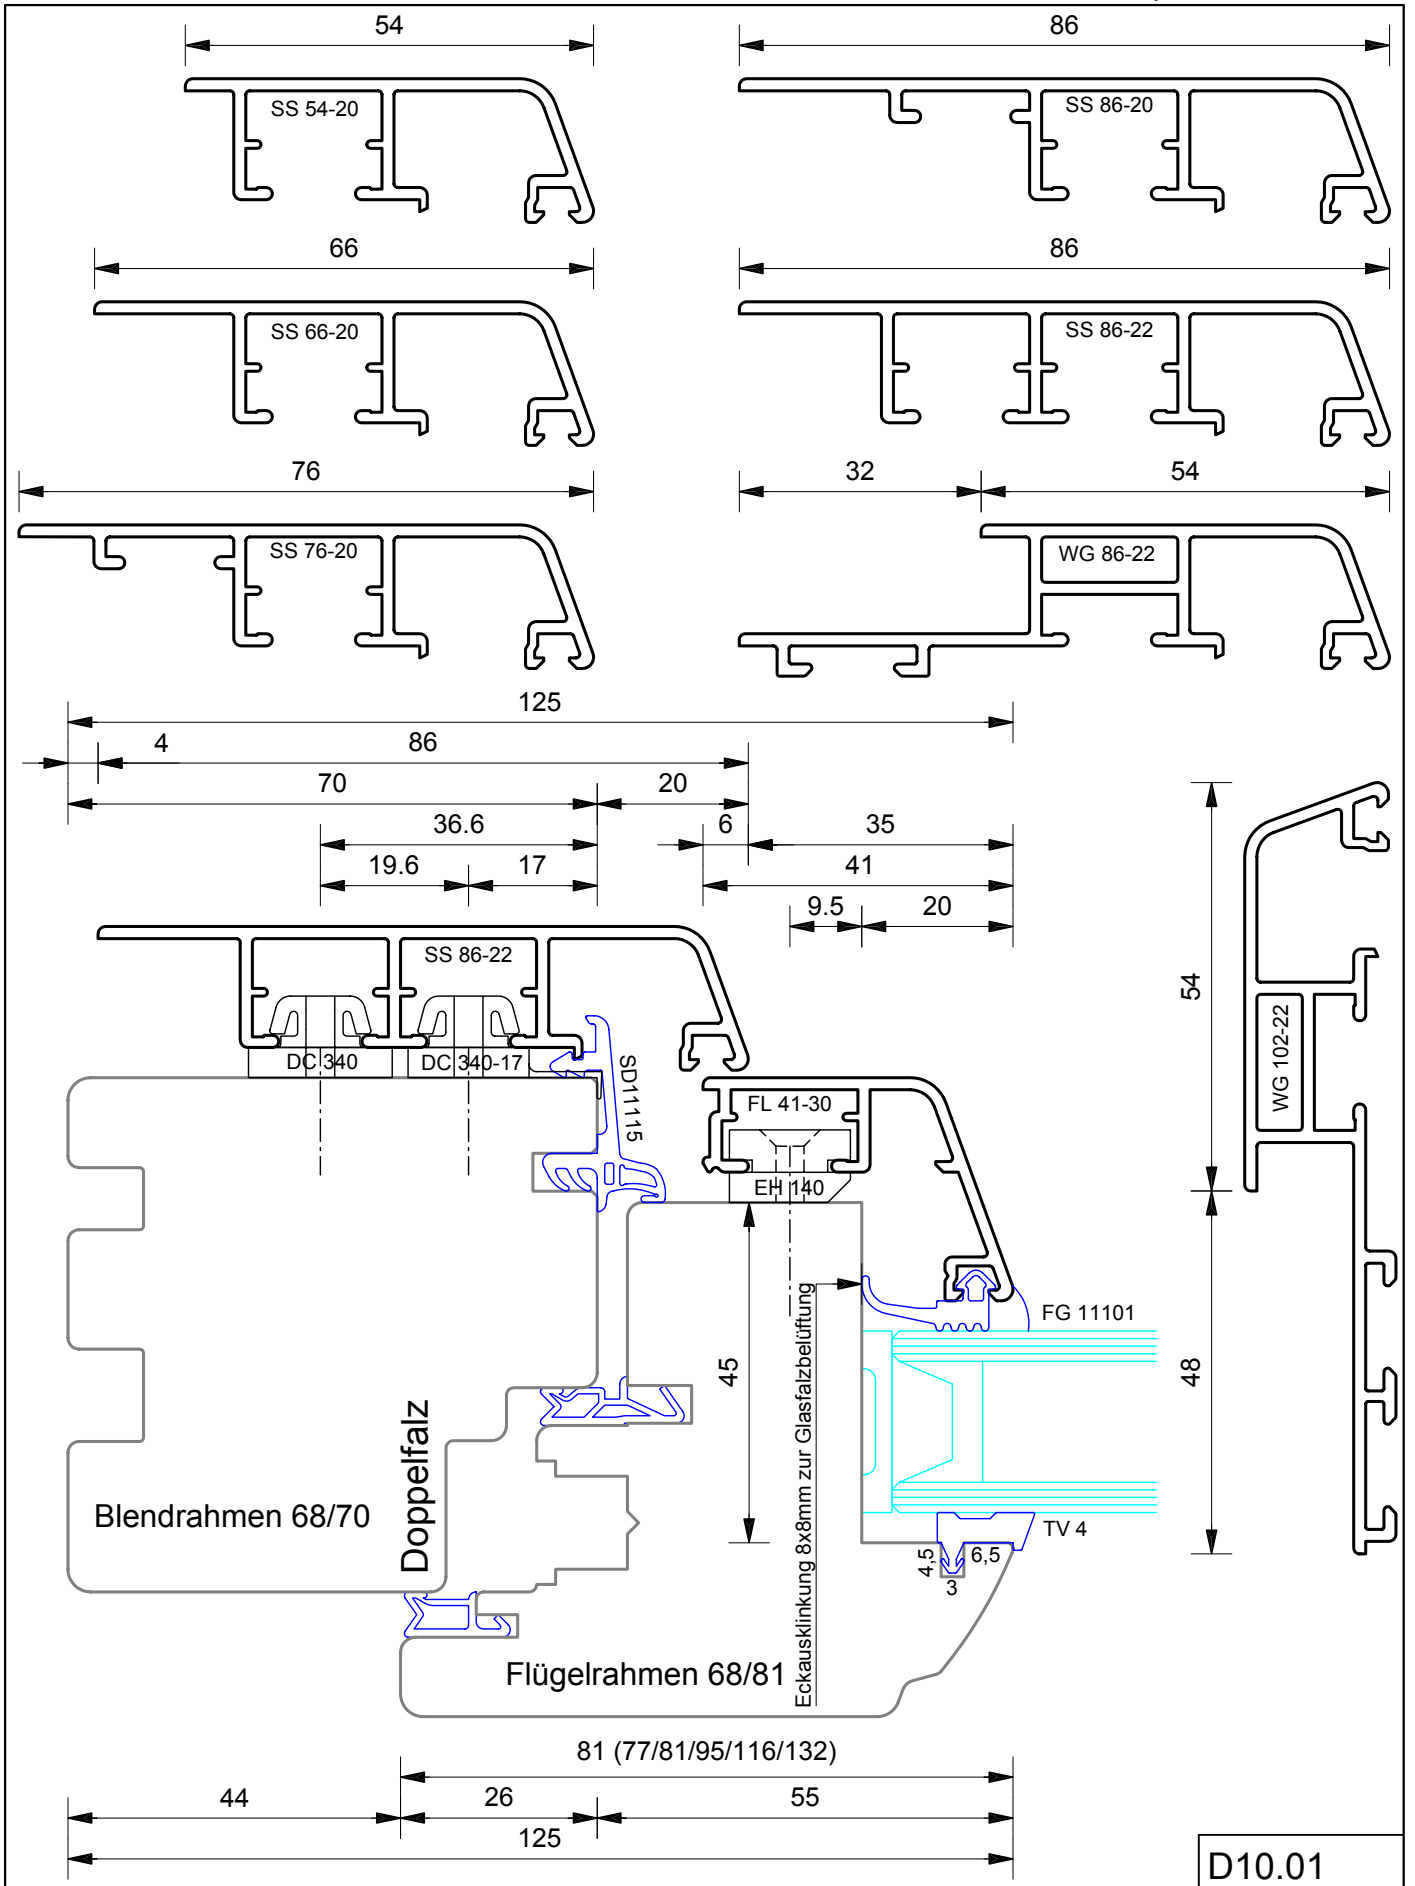 54
86
SS 54-20
SS 86-20
66
86
SS 66-20
SS 86-22
76
32
54
SS 76-20
WG 86-22
125
4
86
70
20
36.6
6
35
19.6
17
41
9.5
20
SS 86-22
54
DC 340
DC 340-17
SD11115
FL 41-30
WG 102-22
EH 140
FG 11101
45
48
Eckausklinkung 8x8mm zur Glasfalzbelüftung
Doppelfalz
Blendrahmen 68/70
TV 4
4,5
6,5
3
Flügelrahmen 68/81
81 (77/81/95/116/132)
44
26
55
125
D10.01